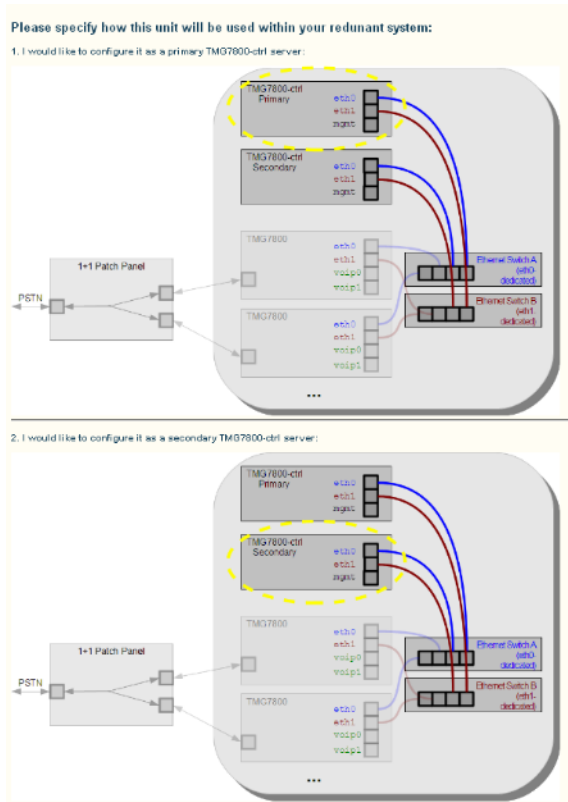 Please specify how this unit will be used within your redunant system:
1. I would like to configure it as a primary TMG7800-ctrl server:
TMG7800-ctrl
Primary
eth0
eth1
mgmt
TMG7800-ctrl
Secondary
eth0
eth1
mgmt
TMG7800
eth0
eth1
voip0
voip1
Ethernet Switch A
(eth0-
dedicated)
1+1 Patch Panel
PSTN
Ethernet Switch B
(eth1-
dedicated)
TMG7800
eth0
eth1
voip0
voip1
...
2. I would like to configure it as a secondary TMG7800-ctrl server:
TMG7800-ctrl
Primary
eth0
eth1
mgmt
TMG7800-ctrl
Secondary
eth0
eth1
mgmt
TMG7800
eth0
eth1
voip0
voip1
Ethernet Switch A
(eth0-
dedicated)
1+1 Patch Panel
PSTN
Ethernet Switch B
(eth1-
dedicated)
TMG7800
eth0
eth1
voip0
voip1
...